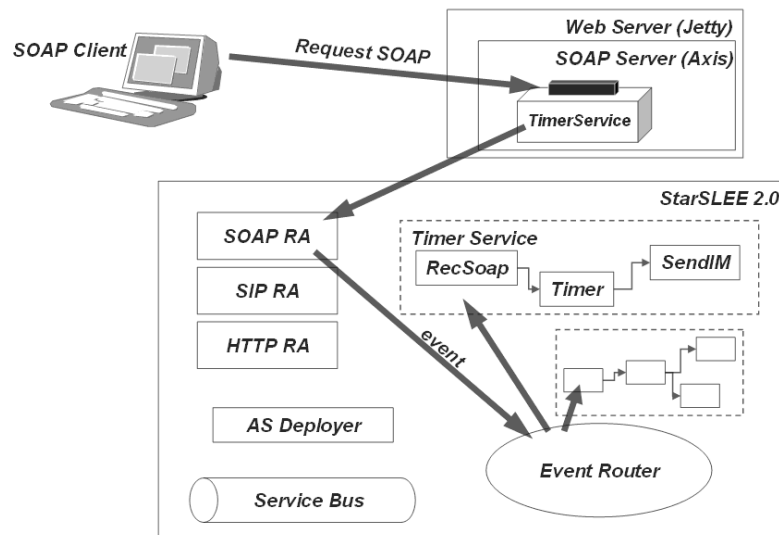 Web Server (Jetty)
SOAP Client
Request SOAP
SOAP Server (Axis)
TimerService
StarSLEE 2.0
SOAP RA
Timer Service
RecSoap
SendIM
SIP RA
Timer
HTTP RA
event
AS Deployer
Event Router
Service Bus